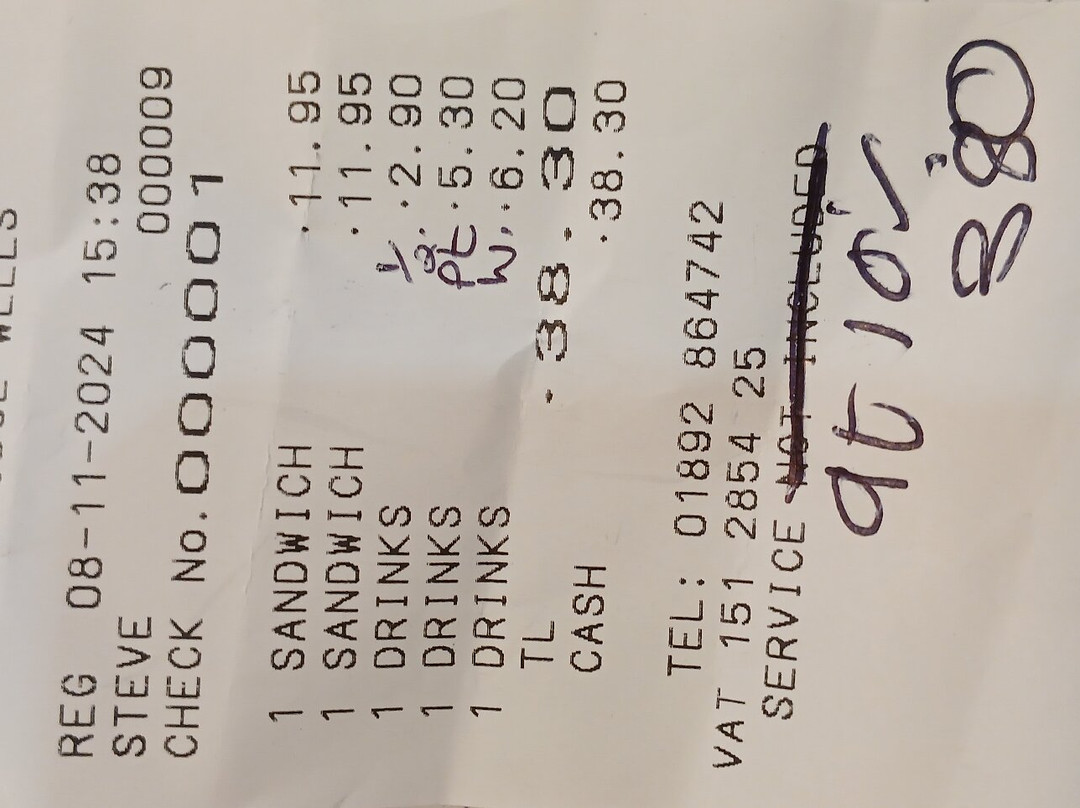 REG 08-11-2024 15:38
STEVE 000009
CHECK No.000001
1 SANDWICH ·11.95
1 SANDWICH ·11.95
1 DRINKS ·2.90
1 DRINKS Pt ·5.30
1 DRINKS W. ·6.20
TL ·38.30
CASH ·38.30
TEL: 01892 864742
VAT 151 2854 25
SERVICE NOT INCLUDED
at 10%
3.80